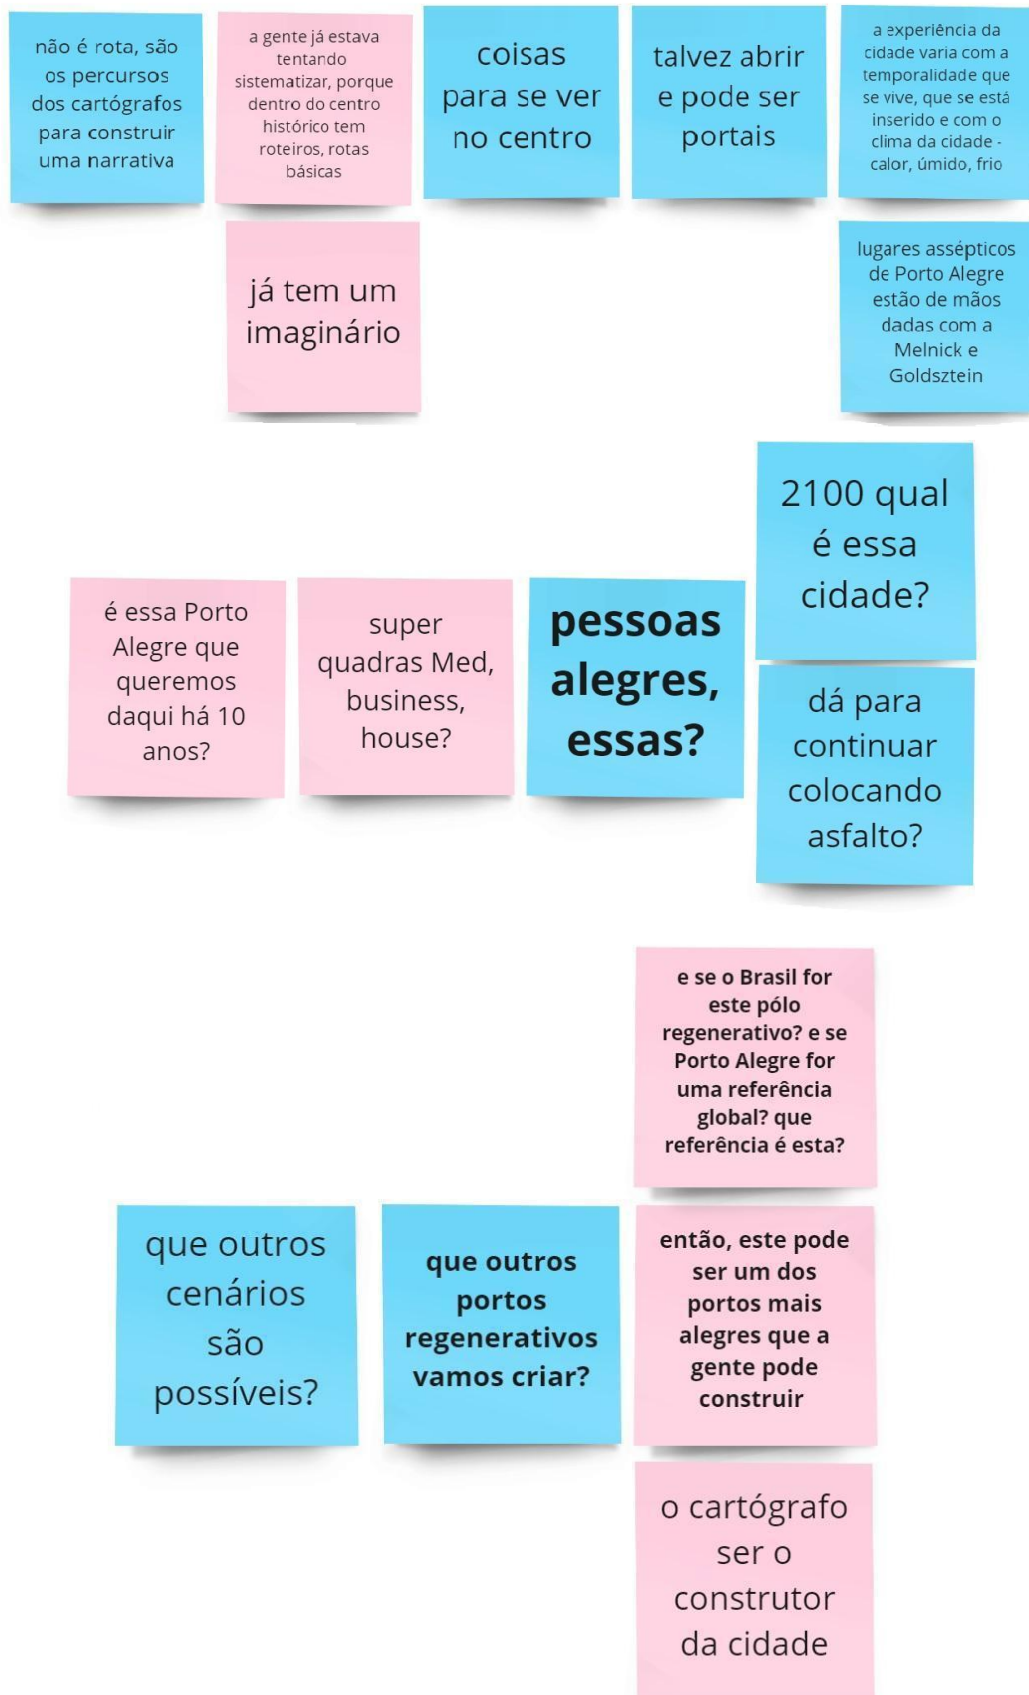 não é rota, são
os percursos
dos cartógrafos
para construir
uma narrativa
a gente já estava
tentando
sistematizar, porque
dentro do centro
histórico tem
roteiros, rotas
básicas
coisas
para se ver
no centro
talvez abrir
e pode ser
portais
a experiência da
cidade varia com a
temporalidade que
se vive, que se está
inserido e com o
clima da cidade -
calor, úmido, frio
já tem um
imaginário
lugares assépticos
de Porto Alegre
estão de mãos
dadas com a
Melnick e
Goldsztein
2100 qual
é essa
cidade?
é essa Porto
Alegre que
queremos
daqui há 10
anos?
super
quadras Med,
business,
house?
pessoas
alegres,
essas?
dá para
continuar
colocando
asfalto?
e se o Brasil for
este pólo
regenerativo? e se
Porto Alegre for
uma referência
global? que
referência é esta?
que outros
cenários
são
possíveis?
que outros
portos
regenerativos
vamos criar?
então, este pode
ser um dos
portos mais
alegres que a
gente pode
construir
o cartógrafo
ser o
construtor
da cidade